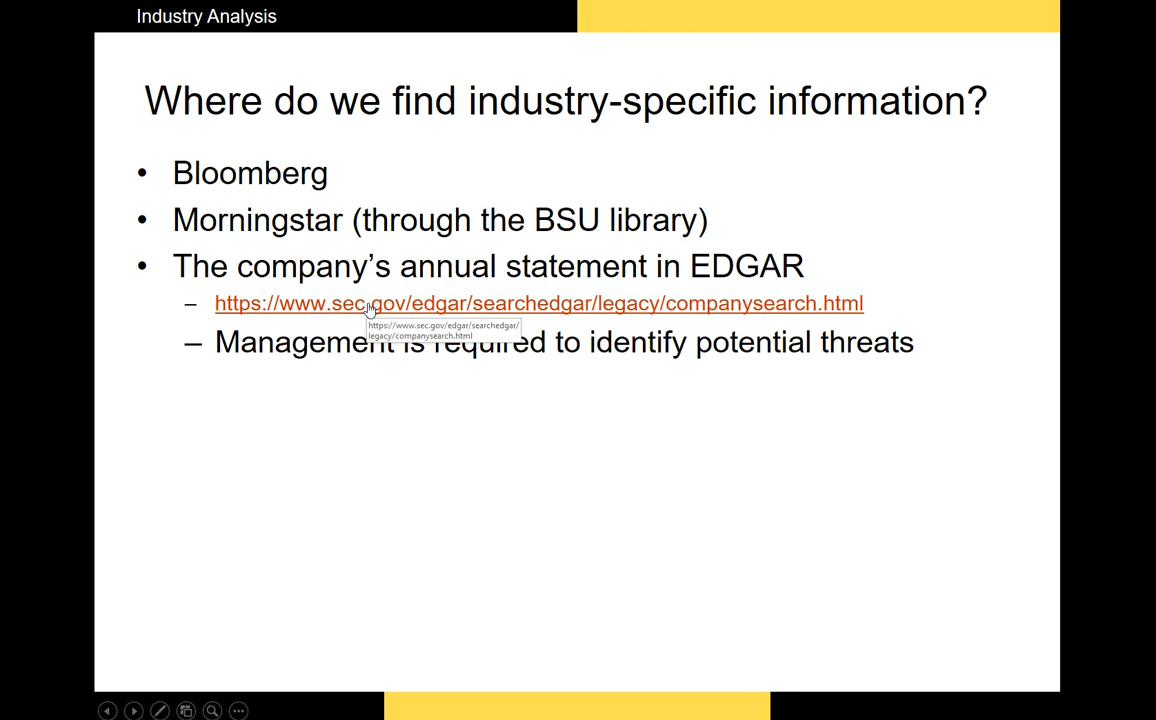 Industry Analysis
Where do we find industry-specific information?
• Bloomberg
• Morningstar (through the BSU library)
• The company’s annual statement in EDGAR
– https://www.sec.gov/edgar/searchedgar/legacy/companysearch.html
https://www.sec.gov/edgar/searchedgar/
legacy/companysearch.html
– Management is required to identify potential threats